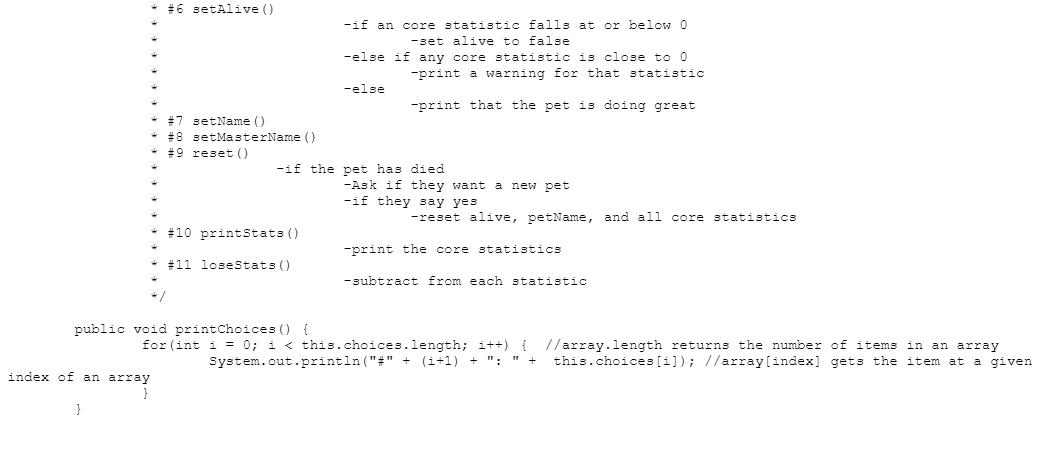 * #6 setAlive()
* -if an core statistic falls at or below 0
* -set alive to false
* -else if any core statistic is close to 0
* -print a warning for that statistic
* -else
* -print that the pet is doing great
* #7 setName()
* #8 setMasterName()
* #9 reset()
* -if the pet has died
* -Ask if they want a new pet
* -if they say yes
* -reset alive, petName, and all core statistics
* #10 printStats()
* -print the core statistics
* #11 loseStats()
* -subtract from each statistic
*/
public void printChoices() {
for(int i = 0; i < this.choices.length; i++) { //array.length returns the number of items in an array
System.out.println("#" + (i+1) + ": " + this.choices[i]); //array[index] gets the item at a given
index of an array
}
}